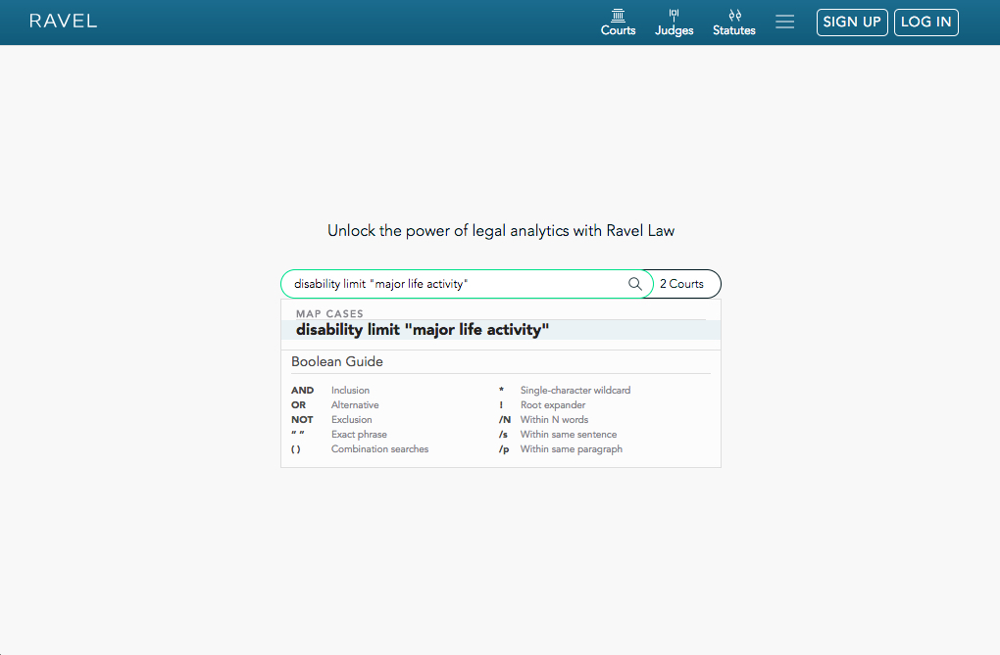 RAVEL
Courts
Judges
Statutes
SIGN UP
LOG IN
Unlock the power of legal analytics with Ravel Law
disability limit "major life activity"
2 Courts
MAP CASES
disability limit "major life activity"
Boolean Guide
AND Inclusion
OR Alternative
NOT Exclusion
“ ” Exact phrase
( ) Combination searches
* Single-character wildcard
! Root expander
/N Within N words
/s Within same sentence
/p Within same paragraph